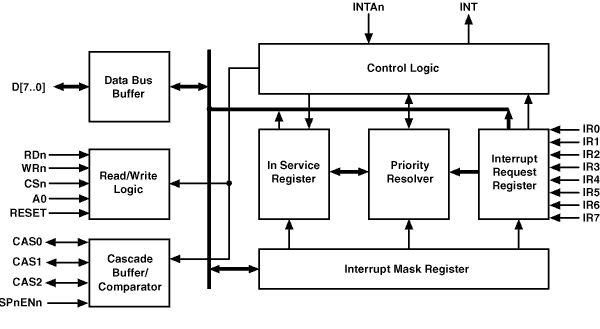 INTAn
INT
Control Logic
D[7..0]
Data Bus
Buffer
RDn
WRn
CSn
A0
RESET
Read/Write
Logic
In Service
Register
Priority
Resolver
Interrupt
Request
Register
IR0
IR1
IR2
IR3
IR4
IR5
IR6
IR7
CAS0
CAS1
CAS2
SPnENn
Cascade
Buffer/
Comparator
Interrupt Mask Register